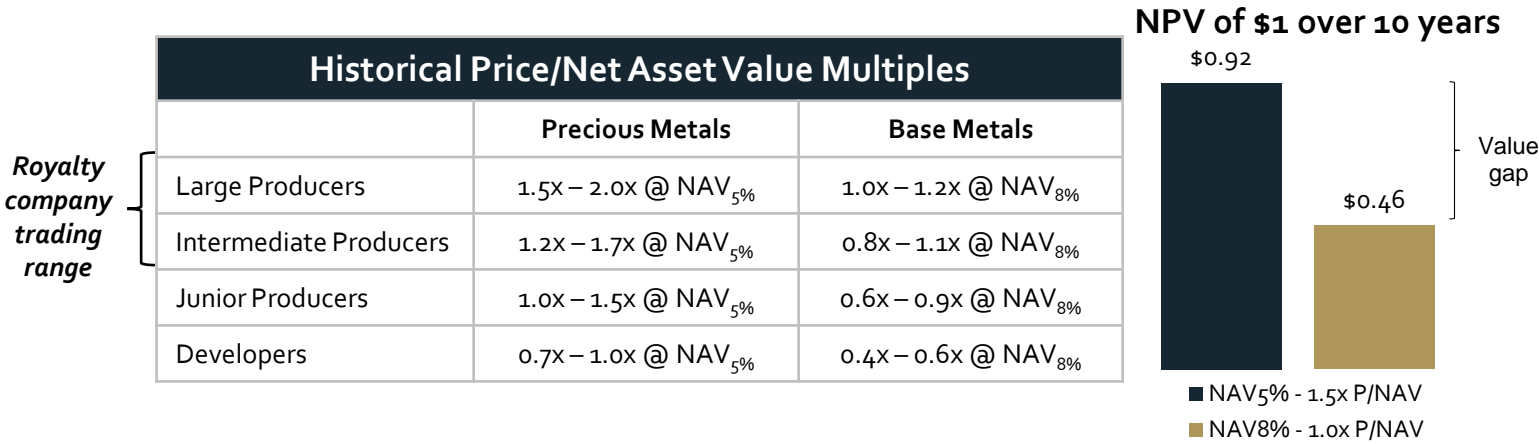 NPV of $1 over 10 years
Historical Price/Net Asset Value Multiples
Precious Metals Base Metals
Royalty
company
trading
range
Large Producers 1.5x – 2.0x @ NAV5% 1.0x – 1.2x @ NAV8%
Intermediate Producers 1.2x – 1.7x @ NAV5% 0.8x – 1.1x @ NAV8%
Junior Producers 1.0x – 1.5x @ NAV5% 0.6x – 0.9x @ NAV8%
Developers 0.7x – 1.0x @ NAV5% 0.4x – 0.6x @ NAV8%
$0.92
$0.46
Value
gap
NAV5% - 1.5x P/NAV
NAV8% - 1.0x P/NAV